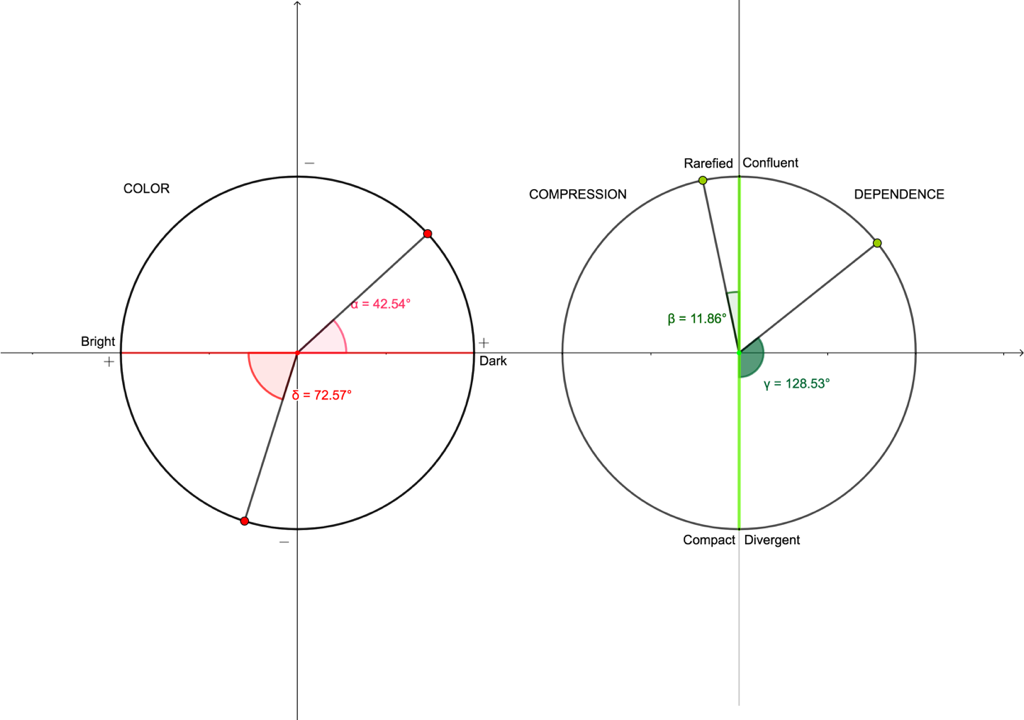 −
Rarefied
Confluent
COLOR
COMPRESSION
DEPENDENCE
α = 42.54°
β = 11.86°
Bright
+
+
Dark
γ = 128.53°
δ = 72.57°
−
Compact
Divergent